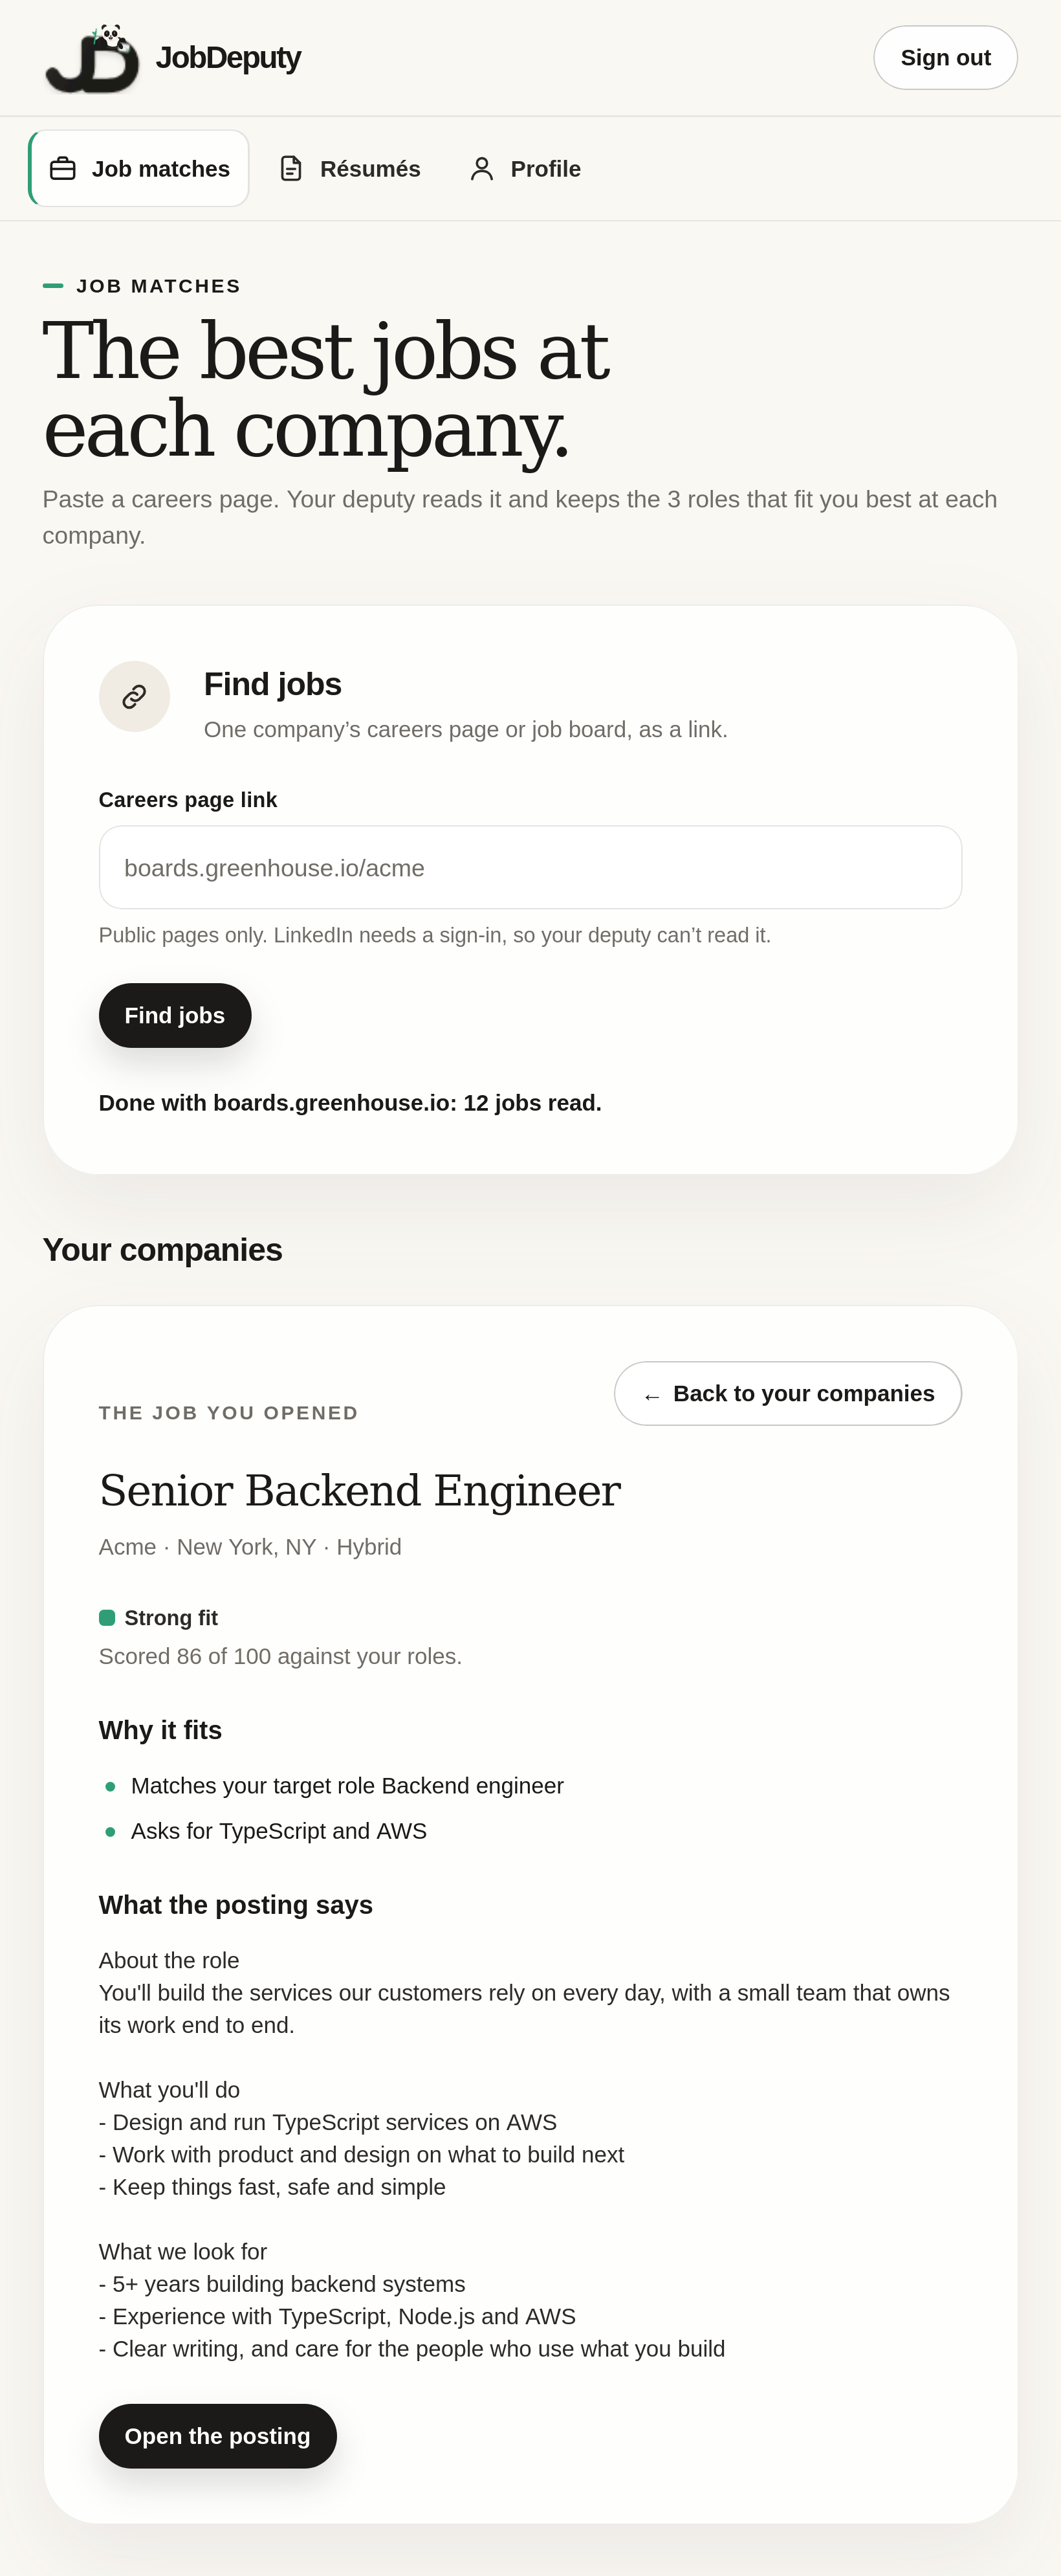 JobDeputy
Sign out
Job matches
Résumés
Profile
JOB MATCHES
The best jobs at
each company.
Paste a careers page. Your deputy reads it and keeps the 3 roles that fit you best at each
company.
Find jobs
One company’s careers page or job board, as a link.
Careers page link
boards.greenhouse.io/acme
Public pages only. LinkedIn needs a sign-in, so your deputy can’t read it.
Find jobs
Done with boards.greenhouse.io: 12 jobs read.
Your companies
← Back to your companies
THE JOB YOU OPENED
Senior Backend Engineer
Acme · New York, NY · Hybrid
Strong fit
Scored 86 of 100 against your roles.
Why it fits
Matches your target role Backend engineer
Asks for TypeScript and AWS
What the posting says
About the role
You'll build the services our customers rely on every day, with a small team that owns
its work end to end.
What you'll do
- Design and run TypeScript services on AWS
- Work with product and design on what to build next
- Keep things fast, safe and simple
What we look for
- 5+ years building backend systems
- Experience with TypeScript, Node.js and AWS
- Clear writing, and care for the people who use what you build
Open the posting